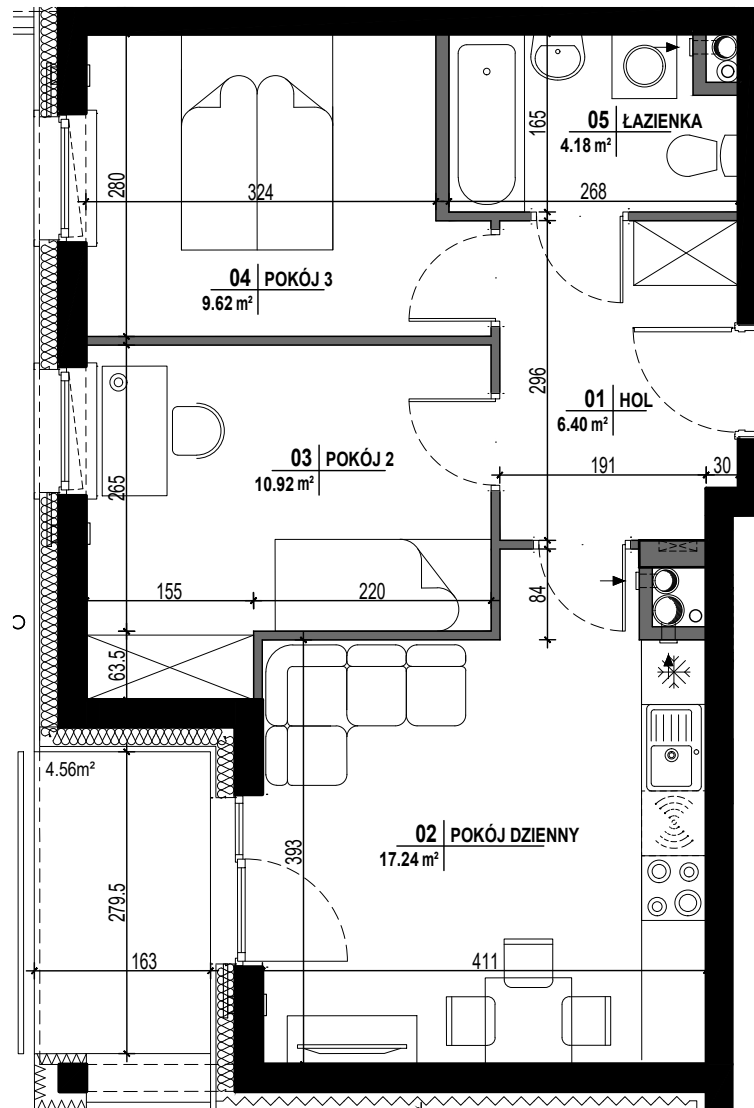 165
05 ŁAZIENKA
4.18 m²
280
324
268
04 POKÓJ 3
9.62 m²
296
01 HOL
6.40 m²
03 POKÓJ 2
10.92 m²
265
191
30
155
220
84
63.5
4.56m²
02 POKÓJ DZIENNY
17.24 m²
393
279.5
163
411